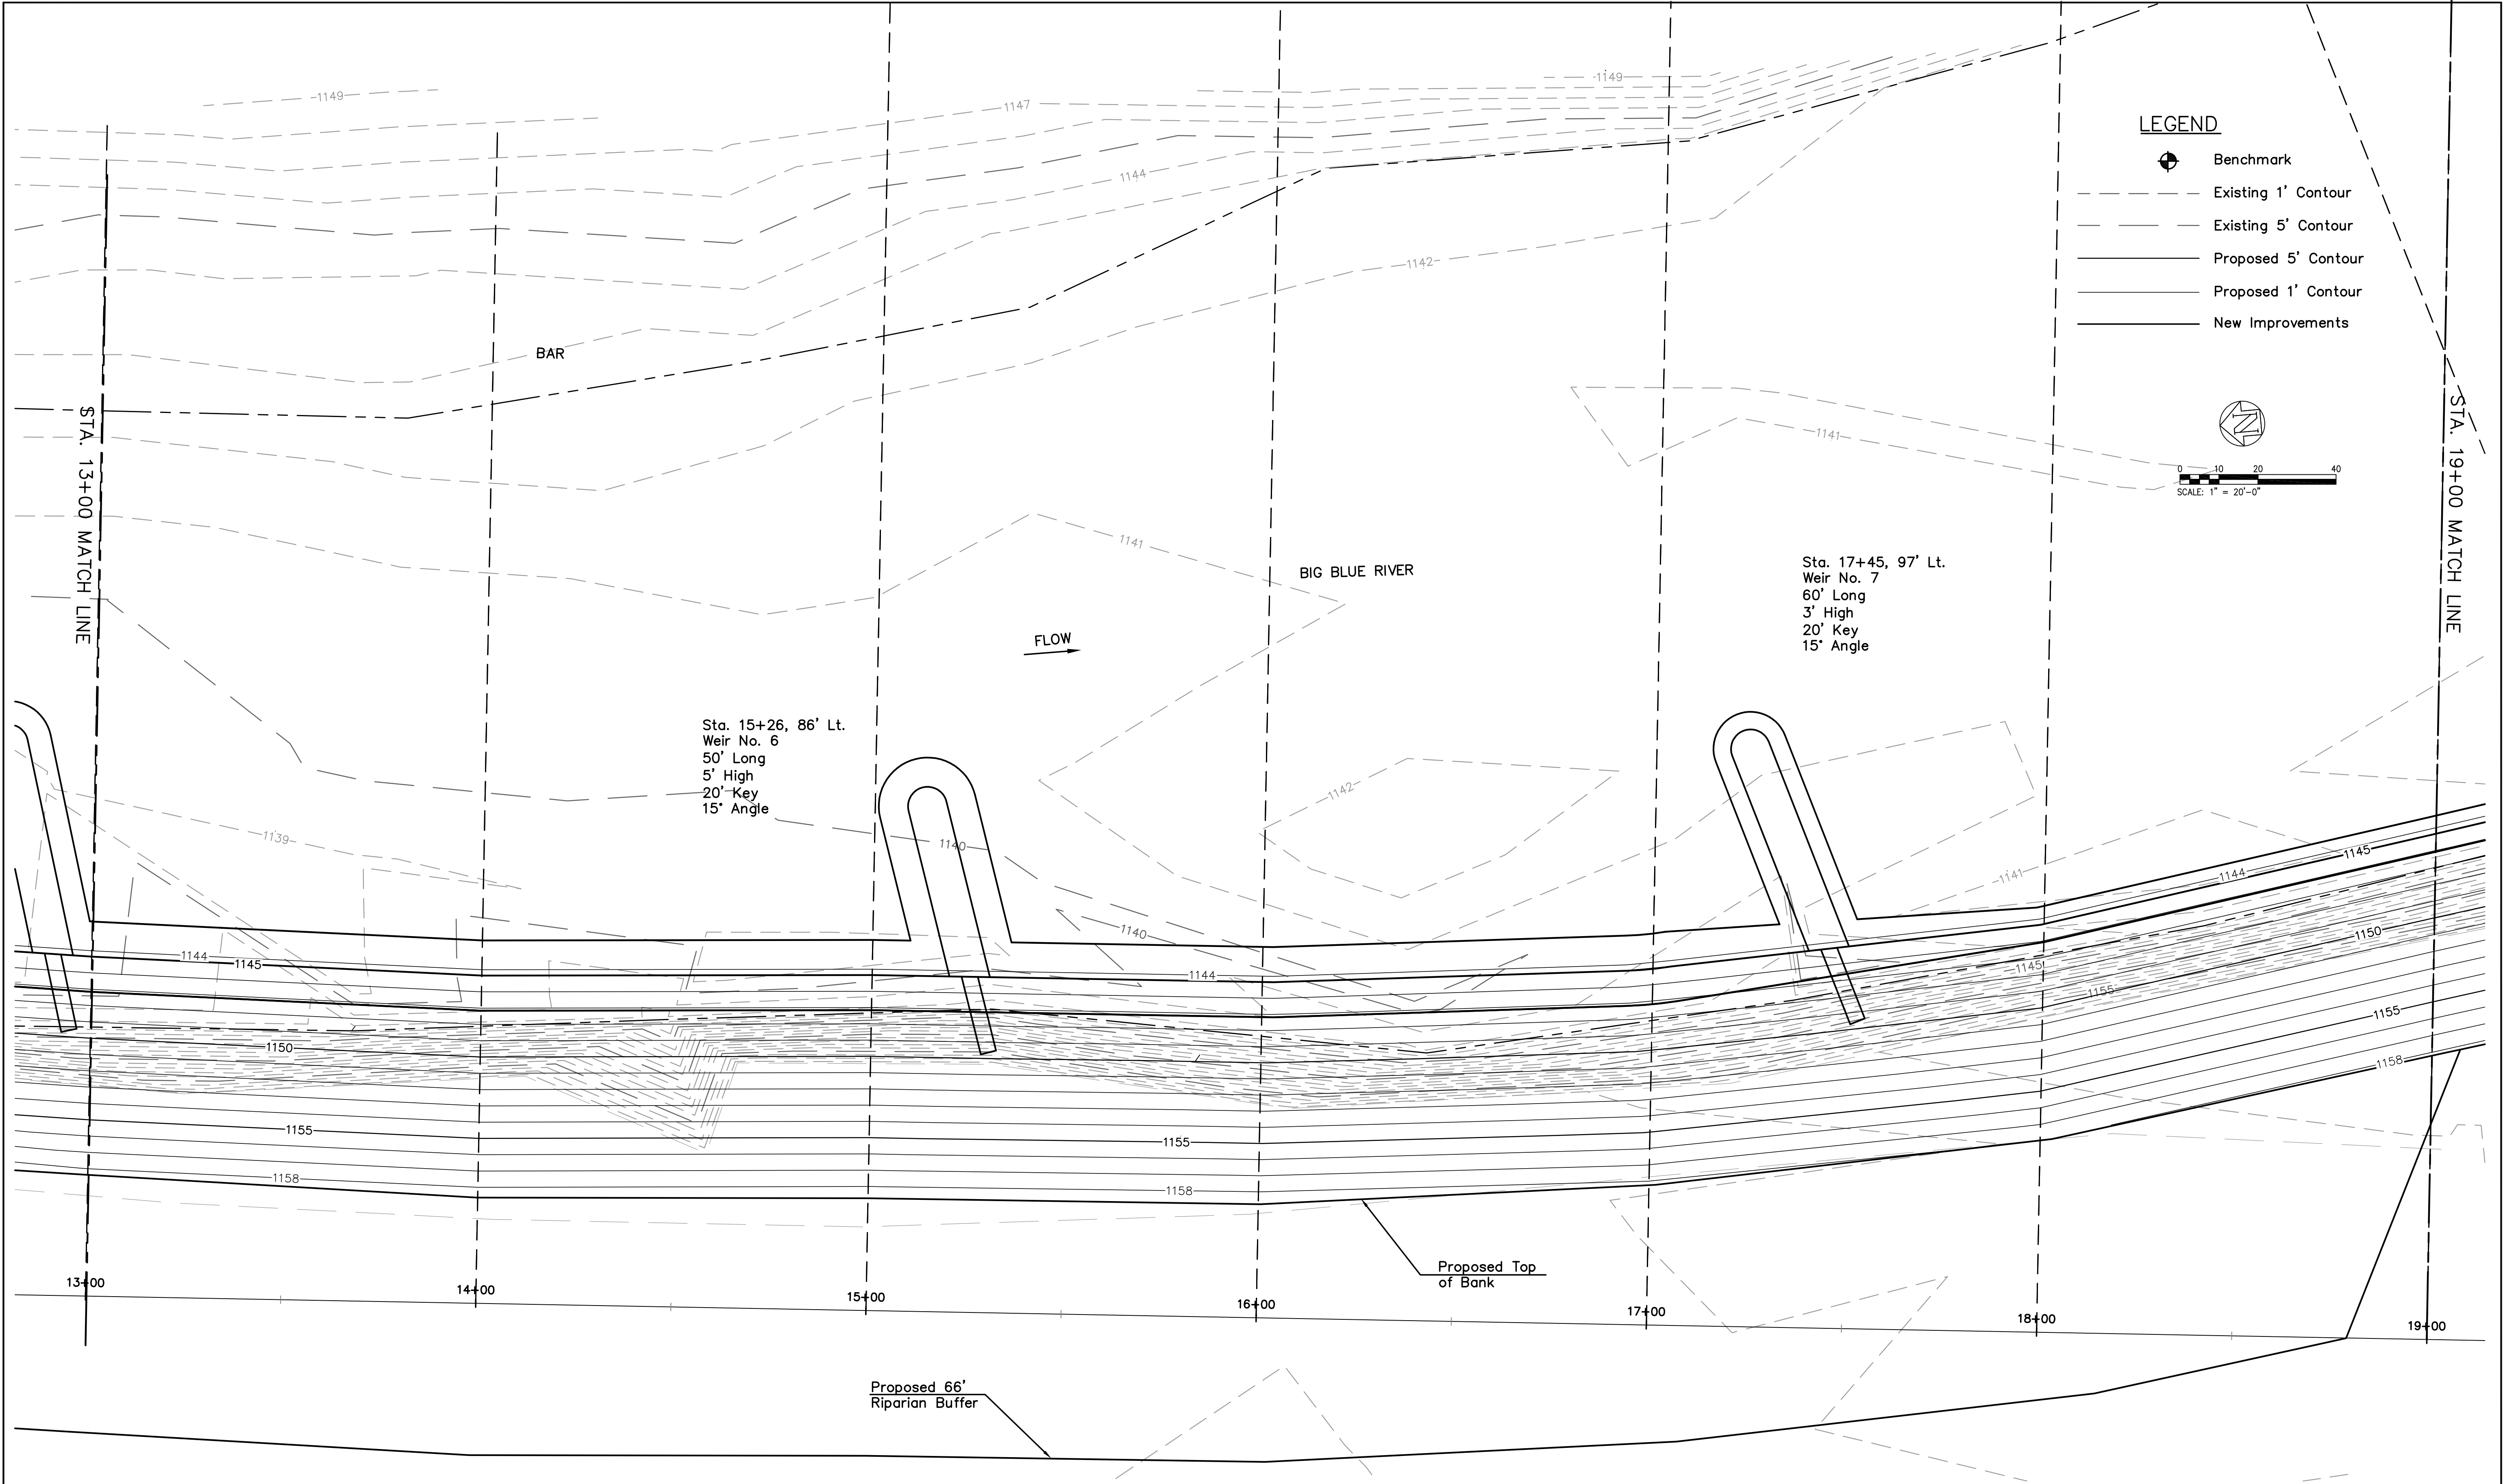 1149
1149
1147
1144
1142
LEGEND
Benchmark
Existing 1' Contour
Existing 5' Contour
Proposed 5' Contour
Proposed 1' Contour
New Improvements
BAR
N
0 10 20 40
SCALE: 1" = 20'-0"
STA. 13+00 MATCH LINE
STA. 19+00 MATCH LINE
1141
1141
BIG BLUE RIVER
FLOW
Sta. 17+45, 97' Lt.
Weir No. 7
60' Long
3' High
20' Key
15° Angle
Sta. 15+26, 86' Lt.
Weir No. 6
50' Long
5' High
20' Key
15° Angle
1142
1139
1140
1141
1144
1145
1140
1144
1145
1144
1145
1150
1155
1150
1155
1155
1155
1158
1158
1158
Proposed Top
of Bank
13+00
14+00
15+00
16+00
17+00
18+00
19+00
Proposed 66'
Riparian Buffer